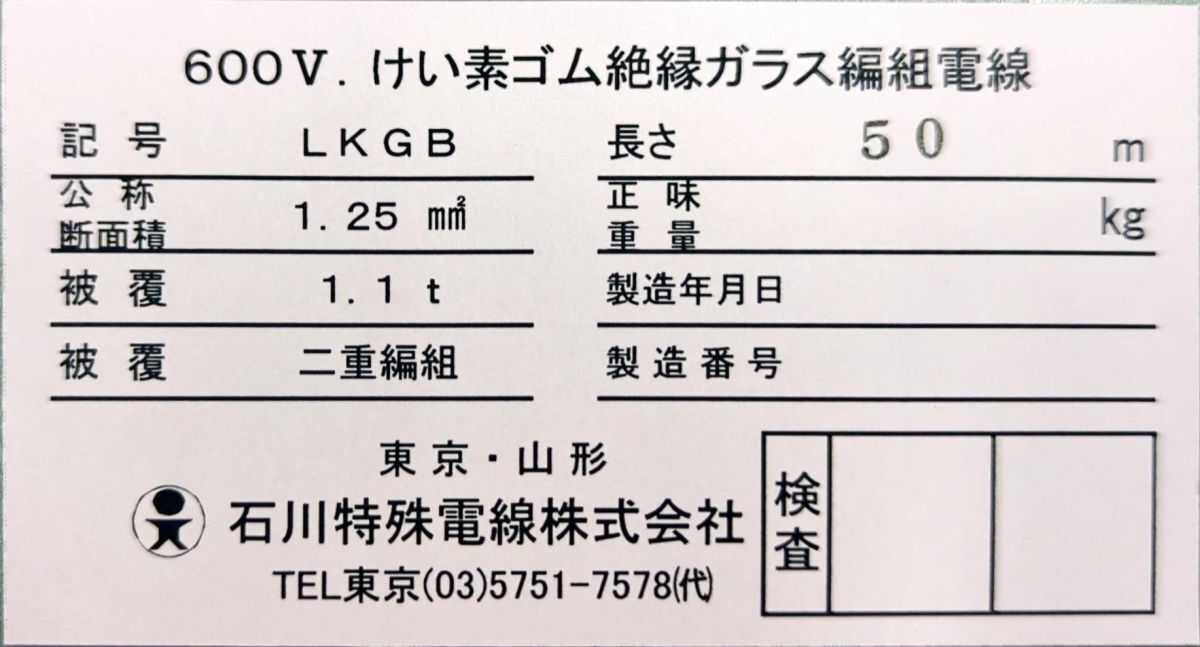 600V. けい素ゴム絶縁ガラス編組電線
記号 LKGB 長さ 50 m
公称断面積 1.25 ㎟ 正味重量 kg
被覆 1.1 t 製造年月日
被覆 二重編組 製造番号
東京・山形
石川特殊電線株式会社
TEL東京(03)5751-7578㈹
検査